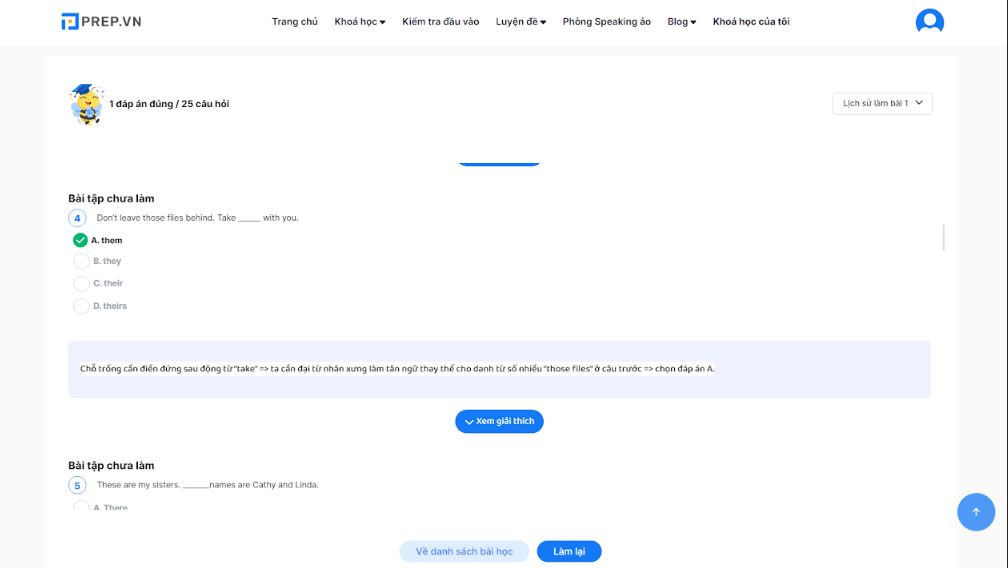 PREP.VN
Trang chủ Khoá học Kiểm tra đầu vào Luyện đề Phòng Speaking ảo Blog Khoá học của tôi
1 đáp án đúng / 25 câu hỏi
Lịch sử làm bài 1
Bài tập chưa làm
4 Don't leave those files behind. Take _____ with you.
A. them
B. they
C. their
D. theirs
Chỗ trống cần điền đứng sau động từ "take" => ta cần đại từ nhân xưng làm tân ngữ thay thế cho danh từ số nhiều "those files" ở câu trước => chọn đáp án A.
Xem giải thích
Bài tập chưa làm
5 These are my sisters. ______names are Cathy and Linda.
A. There
Về danh sách bài học Làm lại